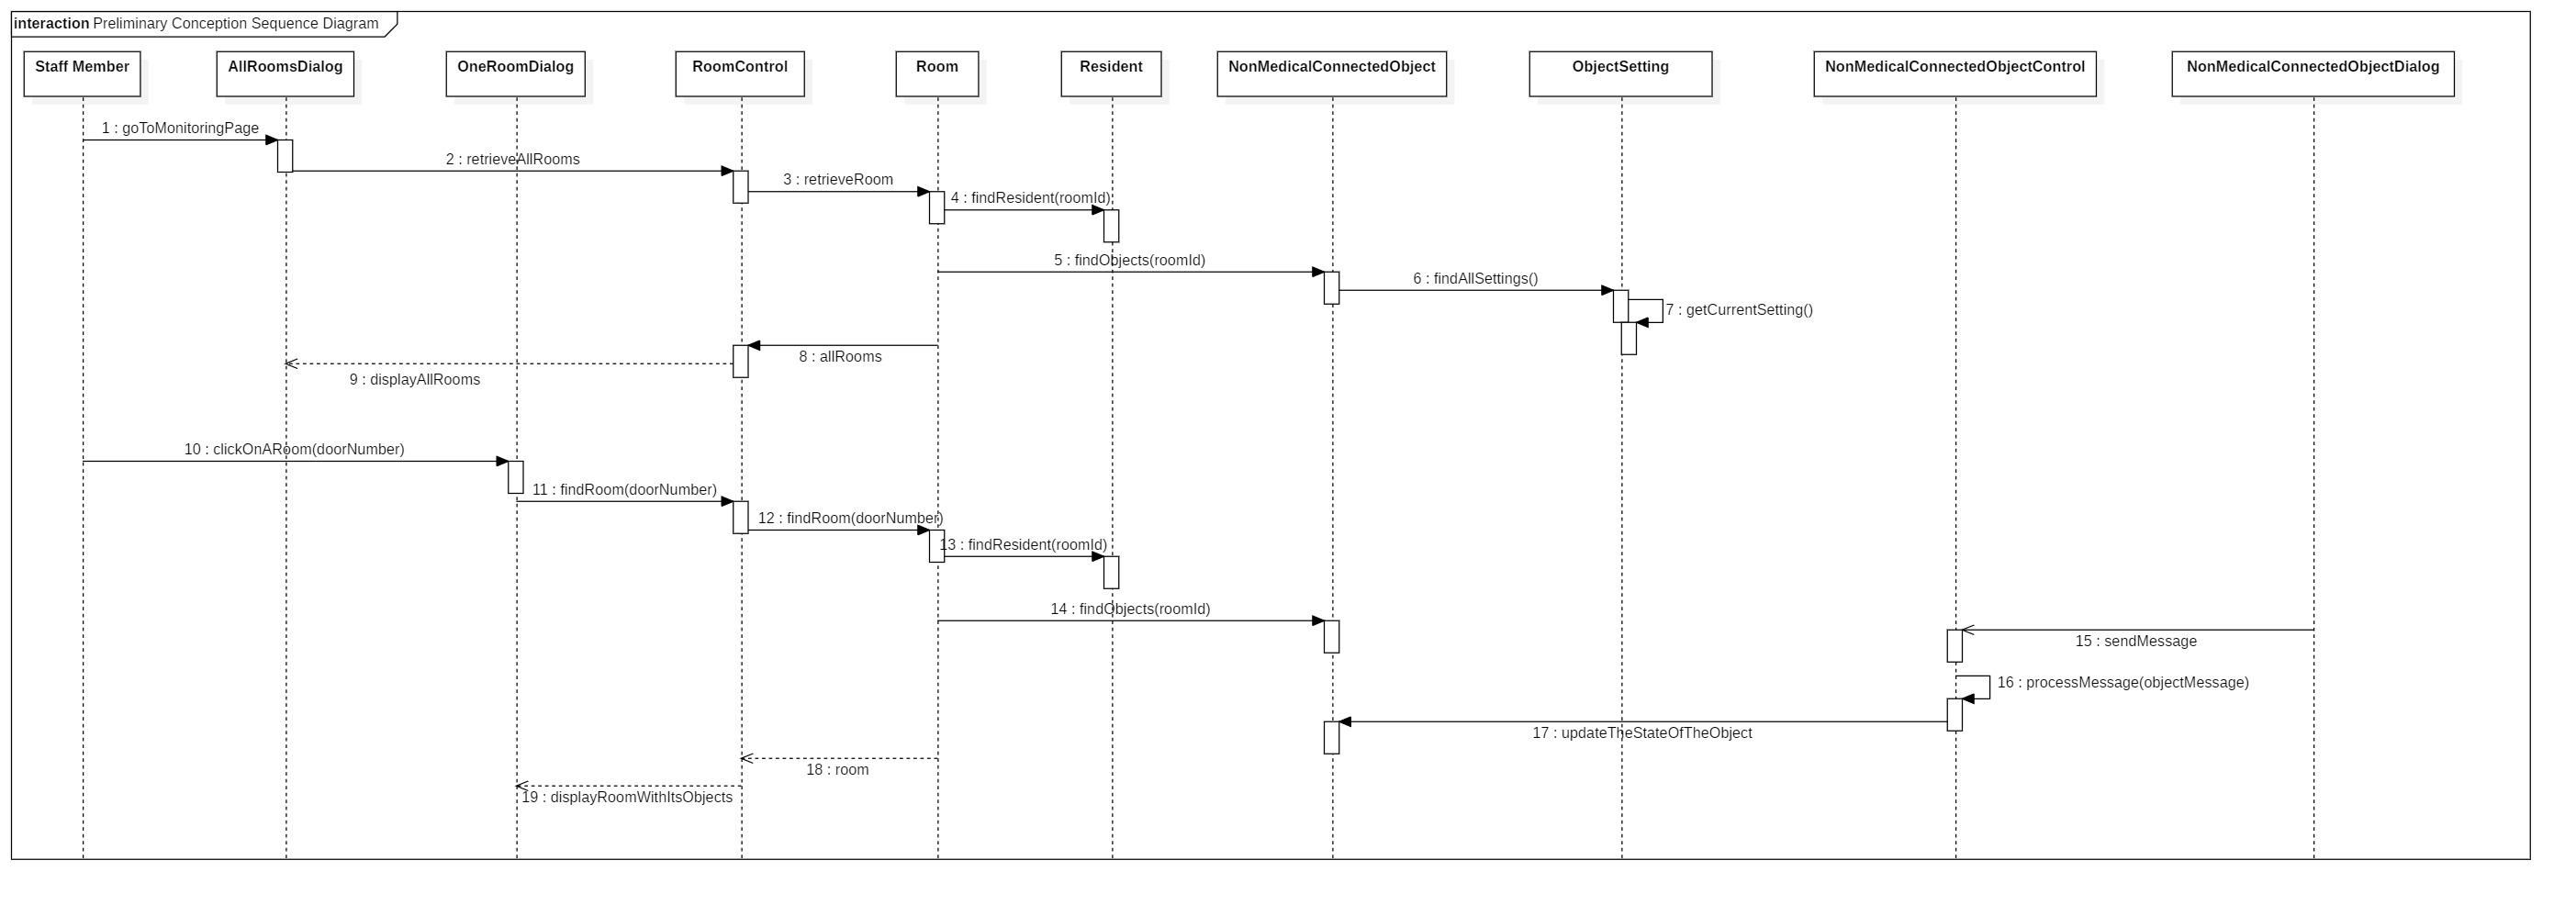 interaction Preliminary Conception Sequence Diagram
Staff Member
AllRoomsDialog
OneRoomDialog
RoomControl
Room
Resident
NonMedicalConnectedObject
ObjectSetting
NonMedicalConnectedObjectControl
NonMedicalConnectedObjectDialog
1 : goToMonitoringPage
2 : retrieveAllRooms
3 : retrieveRoom
4 : findResident(roomId)
5 : findObjects(roomId)
6 : findAllSettings()
7 : getCurrentSetting()
8 : allRooms
9 : displayAllRooms
10 : clickOnARoom(doorNumber)
11 : findRoom(doorNumber)
12 : findRoom(doorNumber)
13 : findResident(roomId)
14 : findObjects(roomId)
15 : sendMessage
16 : processMessage(objectMessage)
17 : updateTheStateOfTheObject
18 : room
19 : displayRoomWithItsObjects